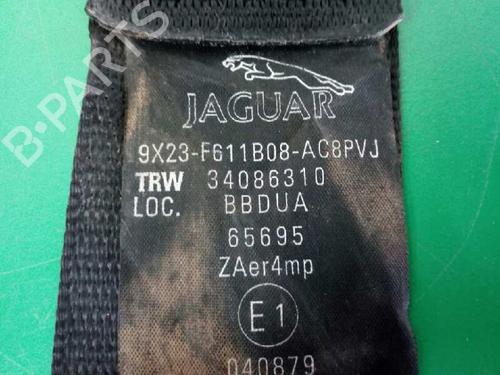 JAGUAR
9X23-F611B08-AC8PVJ
TRW 34086310
LOC. BBDUA
65695
ZAer4mp
E1
040879
B-PARTS